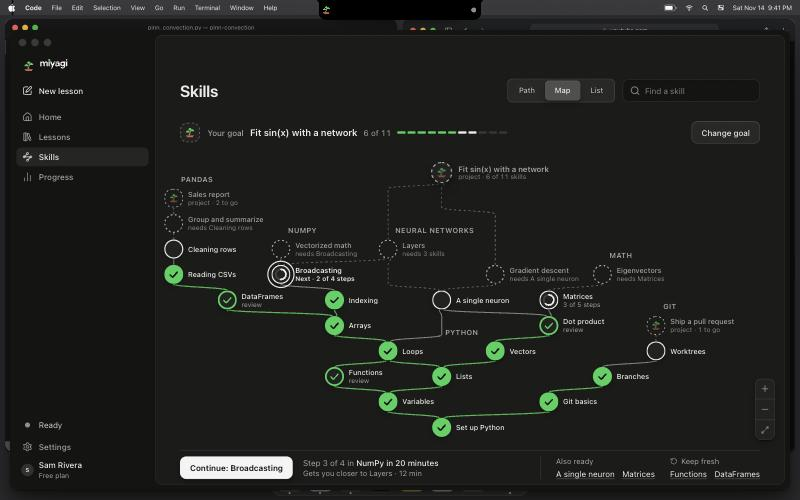 Code File Edit Selection View Go Run Terminal Window Help
Sat Nov 14 9:41 PM
pinn_convection.py — pinn-convection
miyagi
New lesson
Home
Lessons
Skills
Progress
Ready
Settings
S
Sam Rivera
Free plan
Skills
Path
Map
List
Find a skill
Your goal Fit sin(x) with a network 6 of 11
Change goal
Fit sin(x) with a network
project · 6 of 11 skills
PANDAS
Sales report
project · 2 to go
Group and summarize
needs Cleaning rows
NUMPY
NEURAL NETWORKS
Vectorized math
needs Broadcasting
Layers
needs 3 skills
Cleaning rows
MATH
Reading CSVs
Broadcasting
Next · 2 of 4 steps
Gradient descent
needs A single neuron
Eigenvectors
needs Matrices
DataFrames
review
Indexing
A single neuron
Matrices
3 of 5 steps
GIT
Arrays
PYTHON
Dot product
review
Ship a pull request
project · 1 to go
Loops
Vectors
Worktrees
Functions
review
Lists
Branches
Variables
Git basics
Set up Python
Continue: Broadcasting
Step 3 of 4 in NumPy in 20 minutes
Gets you closer to Layers · 12 min
Also ready
A single neuron Matrices
Keep fresh
Functions DataFrames